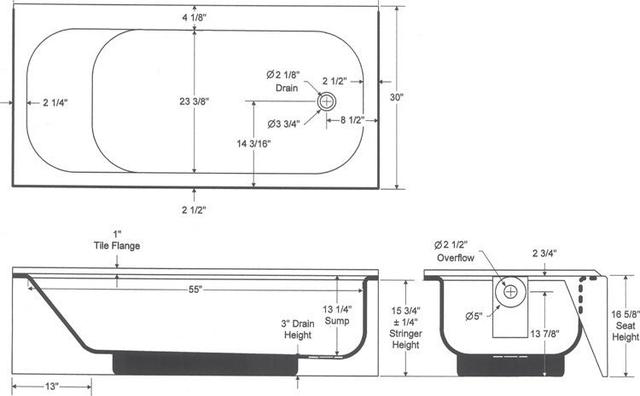 4 1/8"
Ø2 1/8"
Drain
2 1/2"
30"
2 1/4"
23 3/8"
8 1/2"
Ø3 3/4"
14 3/16"
2 1/2"
1"
Tile Flange
Ø2 1/2"
Overflow
2 3/4"
55"
13 1/4"
Sump
15 3/4"
± 1/4"
Stringer
Height
Ø5"
13 7/8"
16 5/8"
Seat
Height
3" Drain
Height
13"